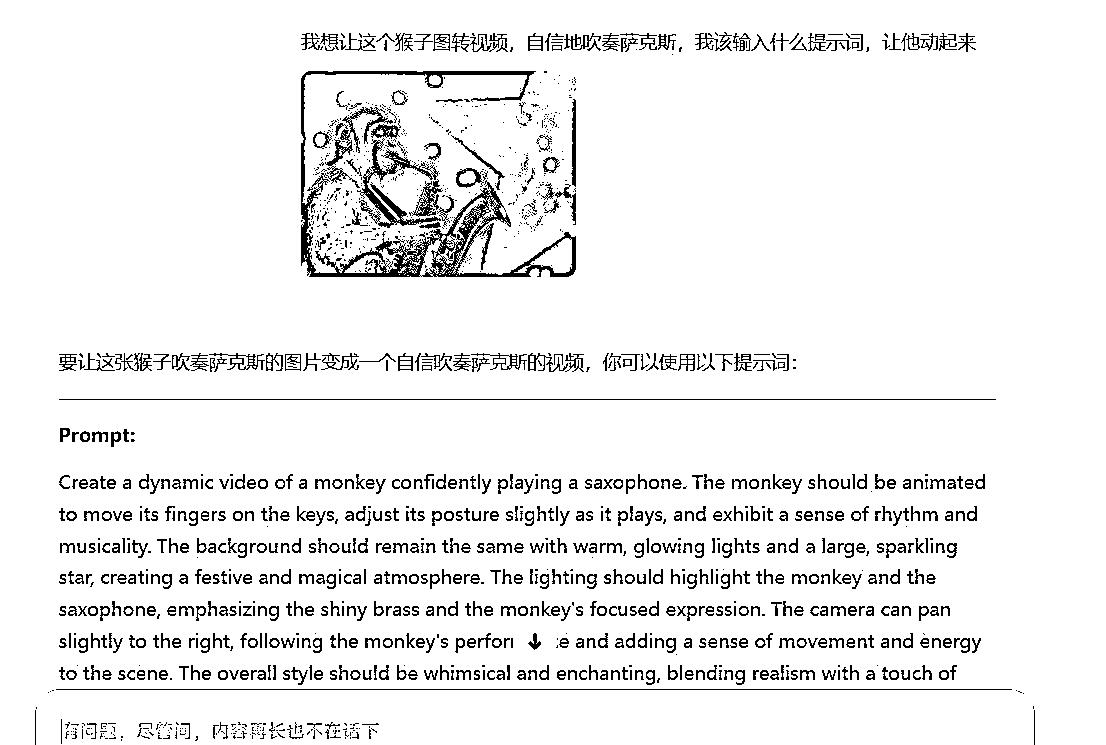 我想让这个猴子图转视频，自信地吹奏萨克斯，我该输入什么提示词，让他动起来
要让这张猴子吹奏萨克斯的图片变成一个自信吹奏萨克斯的视频，你可以使用以下提示词：
Prompt:
Create a dynamic video of a monkey confidently playing a saxophone. The monkey should be animated
to move its fingers on the keys, adjust its posture slightly as it plays, and exhibit a sense of rhythm and
musicality. The background should remain the same with warm, glowing lights and a large, sparkling
star, creating a festive and magical atmosphere. The lighting should highlight the monkey and the
saxophone, emphasizing the shiny brass and the monkey's focused expression. The camera can pan
slightly to the right, following the monkey's and adding a sense of movement and energy
to the scene. The overall style should be whimsical and enchanting, blending realism with a touch of
有问题，尽管问，内容再长也不在话下